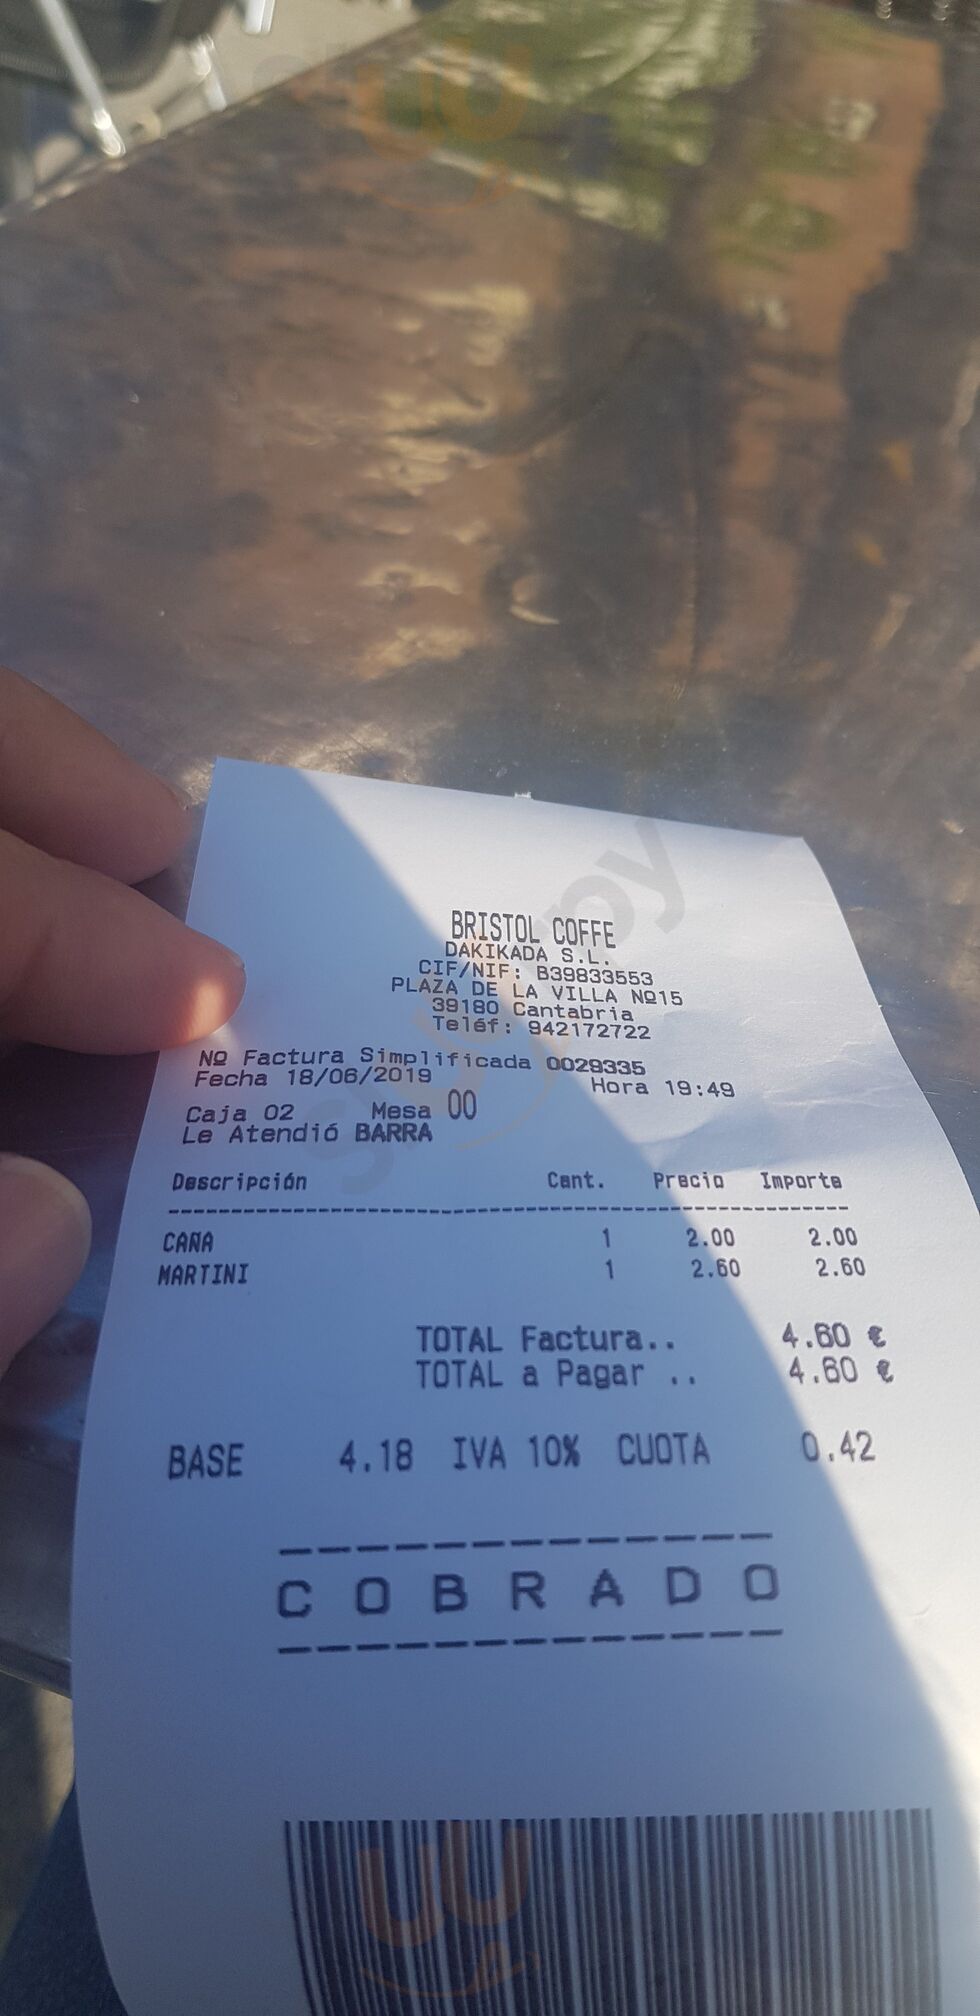 BRISTOL COFFE
DAKIKADA S.L.
CIF/NIF: B39833553
PLAZA DE LA VILLA Nº15
39180 Cantabria
Teléf: 942172722
Nº Factura Simplificada 0029335
Fecha 18/06/2019 Hora 19:49
Caja 02 Mesa 00
Le Atendió BARRA
Descripción Cant. Precio Importe
CAÑA 1 2.00 2.00
MARTINI 1 2.60 2.60
TOTAL Factura.. 4.60 €
TOTAL a Pagar .. 4.60 €
BASE 4.18 IVA 10% CUOTA 0.42
COBRADO